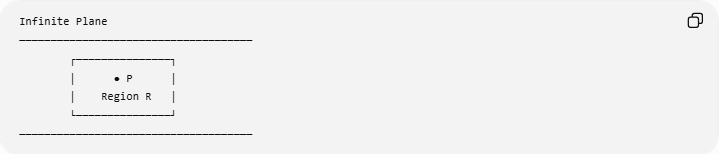 Infinite Plane
• P
Region R